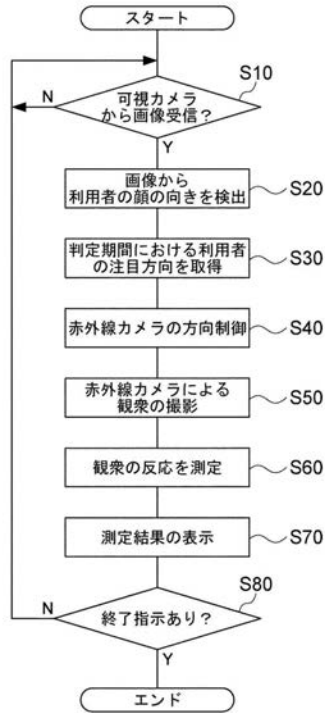 スタート
S10
N
可視カメラ
から画像受信?
Y
画像から
利用者の顔の向きを検出
S20
判定期間における利用者
の注目方向を取得
S30
赤外線カメラの方向制御
S40
赤外線カメラによる
観衆の撮影
S50
観衆の反応を測定
S60
測定結果の表示
S70
S80
N
終了指示あり?
Y
エンド